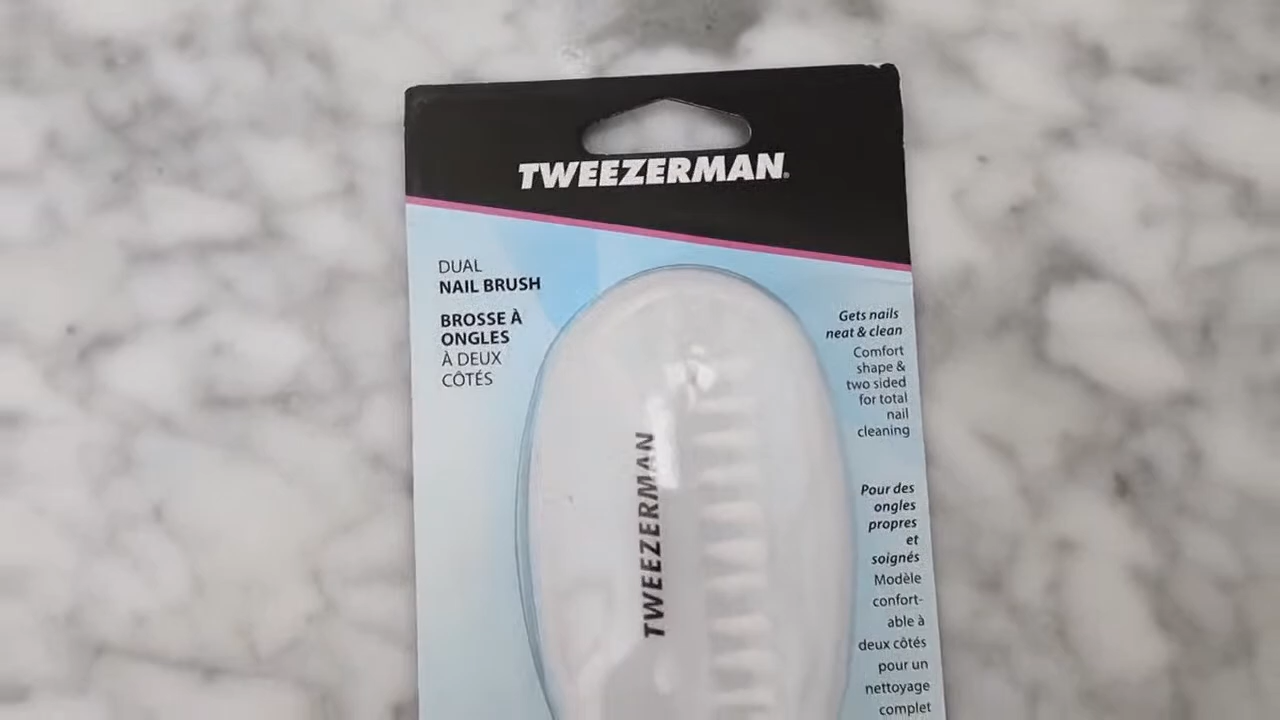 TWEEZERMAN®
DUAL
NAIL BRUSH
BROSSE À
ONGLES
À DEUX
CÔTÉS
TWEEZERMAN
Gets nails
neat & clean
Comfort
shape &
two sided
for total
nail
cleaning
Pour des
ongles
propres
et
soignés
Modèle
confort-
able à
deux côtés
pour un
nettoyage
complet